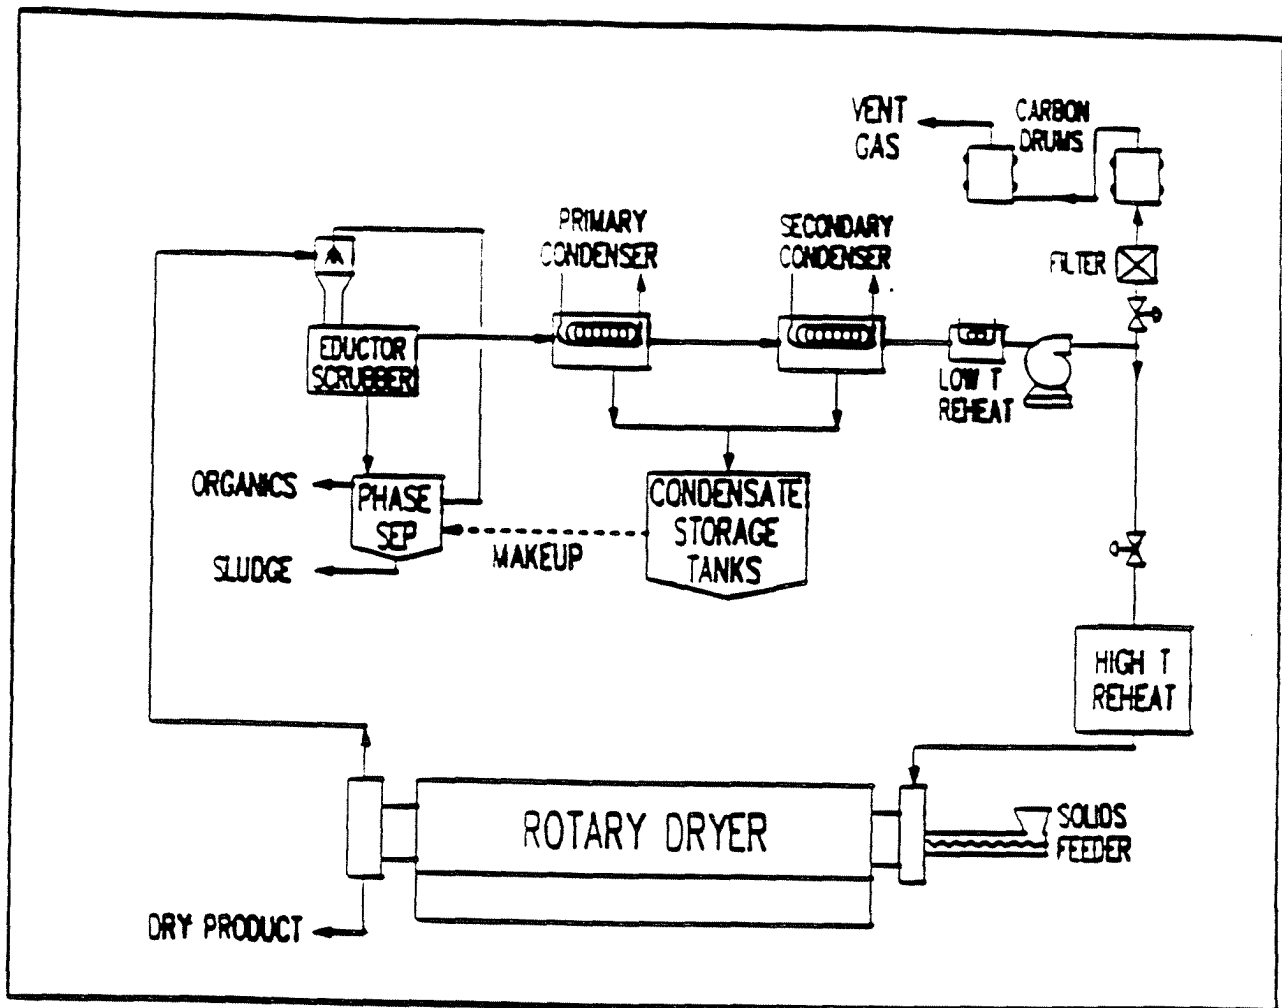 VENT
GAS
CARBON
DRUMS
PRIMARY
CONDENSER
SECONDARY
CONDENSER
FILTER
EDUCTOR
SCRUBBER
LOW T
REHEAT
ORGANICS
PHASE
SEP
CONDENSATE
STORAGE
TANKS
MAKEUP
SLUDGE
HIGH T
REHEAT
ROTARY DRYER
SOLIDS
FEEDER
DRY PRODUCT